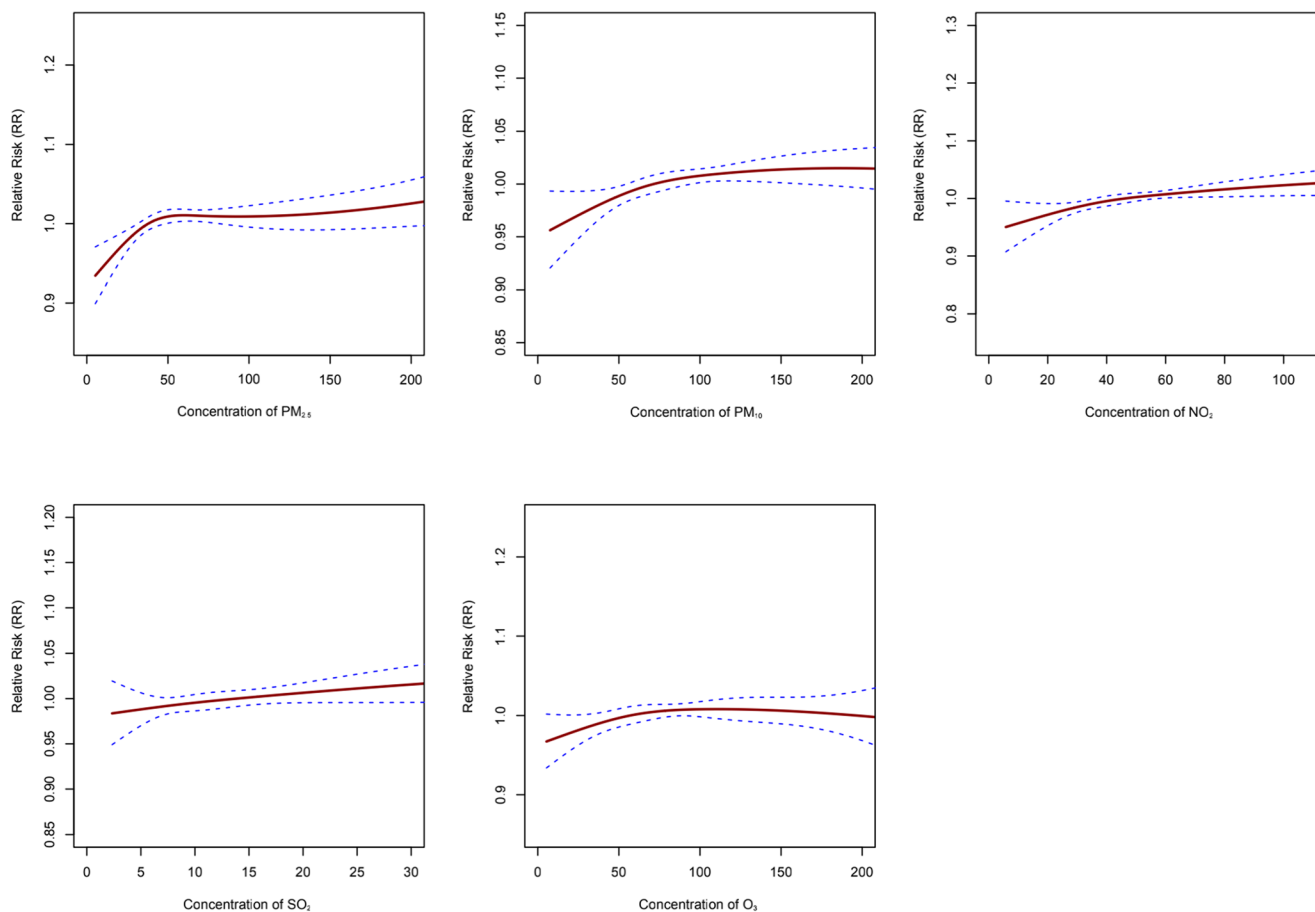 Relative Risk (RR)
1.2
1.1
1.0
0.9
0 50 100 150 200
Concentration of PM₂.₅
Relative Risk (RR)
1.15
1.10
1.05
1.00
0.95
0.90
0.85
0 50 100 150 200
Concentration of PM₁₀
Relative Risk (RR)
1.3
1.2
1.1
1.0
0.9
0.8
0 20 40 60 80 100
Concentration of NO₂
Relative Risk (RR)
1.20
1.15
1.10
1.05
1.00
0.95
0.90
0.85
0 5 10 15 20 25 30
Concentration of SO₂
Relative Risk (RR)
1.2
1.1
1.0
0.9
0 50 100 150 200
Concentration of O₃